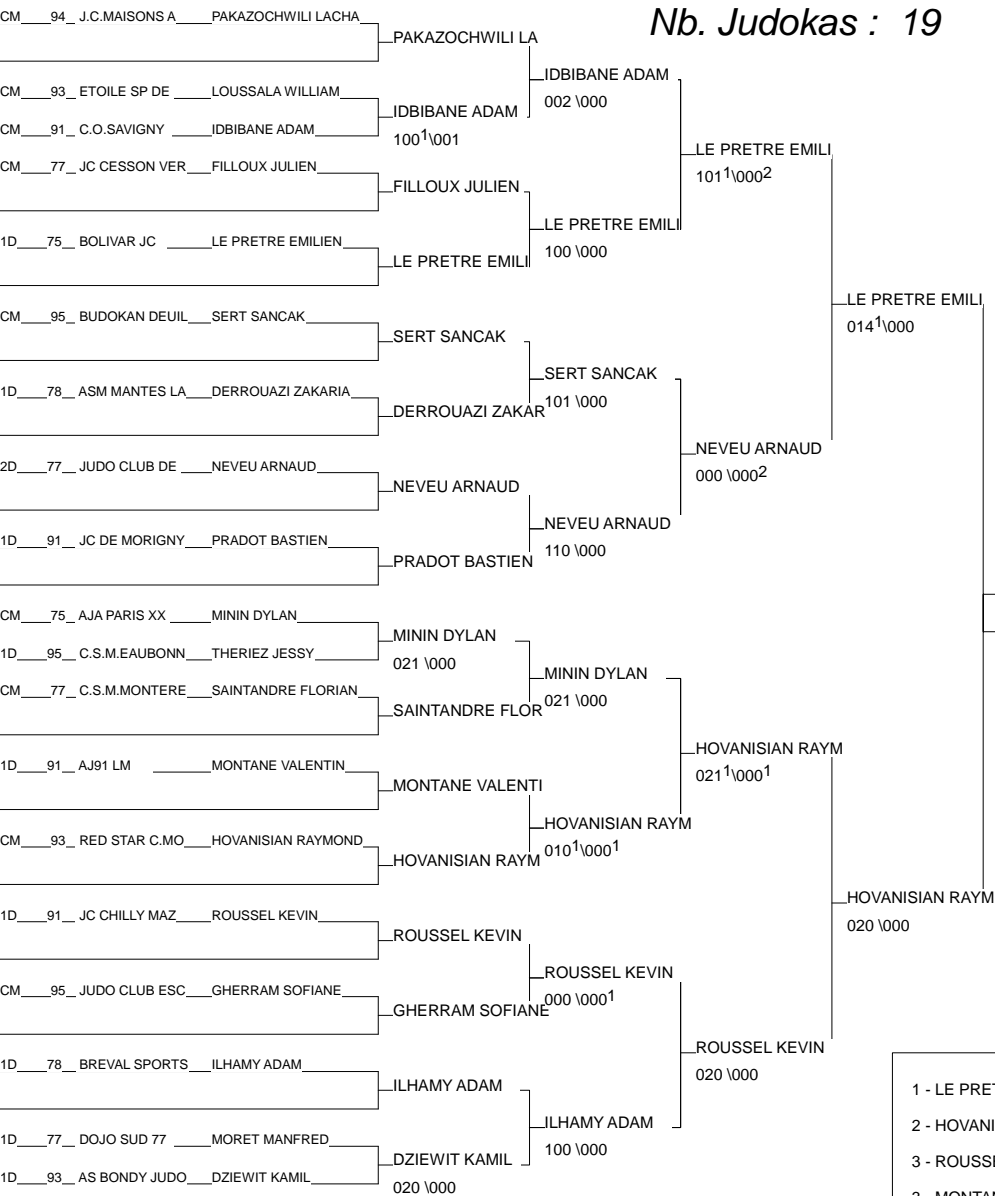 Nb. Judokas : 19
CM 94 J.C.MAISONS A PAKAZOCHWILI LACHA
CM 93 ETOILE SP DE LOUSSALA WILLIAM
CM 91 C.O.SAVIGNY IDBIBANE ADAM
CM 77 JC CESSON VER FILLOUX JULIEN
1D 75 BOLIVAR JC LE PRETRE EMILIEN
CM 95 BUDOKAN DEUIL SERT SANCAK
1D 78 ASM MANTES LA DERROUAZI ZAKARIA
2D 77 JUDO CLUB DE NEVEU ARNAUD
1D 91 JC DE MORIGNY PRADOT BASTIEN
CM 75 AJA PARIS XX MININ DYLAN
1D 95 C.S.M.EAUBONN THERIEZ JESSY
CM 77 C.S.M.MONTERE SAINTANDRE FLORIAN
1D 91 AJ91 LM MONTANE VALENTIN
CM 93 RED STAR C.MO HOVANISIAN RAYMOND
1D 91 JC CHILLY MAZ ROUSSEL KEVIN
CM 95 JUDO CLUB ESC GHERRAM SOFIANE
1D 78 BREVAL SPORTS ILHAMY ADAM
1D 77 DOJO SUD 77 MORET MANFRED
1D 93 AS BONDY JUDO DZIEWIT KAMIL
PAKAZOCHWILI LA
IDBIBANE ADAM
100¹\001
FILLOUX JULIEN
LE PRETRE EMILI
SERT SANCAK
DERROUAZI ZAKAR
NEVEU ARNAUD
PRADOT BASTIEN
MININ DYLAN
021 \000
SAINTANDRE FLOR
MONTANE VALENTI
HOVANISIAN RAYM
ROUSSEL KEVIN
GHERRAM SOFIANE
ILHAMY ADAM
DZIEWIT KAMIL
020 \000
IDBIBANE ADAM
002 \000
LE PRETRE EMILI
100 \000
SERT SANCAK
101 \000
NEVEU ARNAUD
110 \000
MININ DYLAN
021 \000
HOVANISIAN RAYM
010¹\000¹
ROUSSEL KEVIN
000 \000¹
ILHAMY ADAM
100 \000
LE PRETRE EMILI
101¹\000²
NEVEU ARNAUD
000 \000²
HOVANISIAN RAYM
021¹\000¹
ROUSSEL KEVIN
020 \000
LE PRETRE EMILI
014¹\000
HOVANISIAN RAYM
020 \000
1 - LE PRE
2 - HOVANI
3 - ROUSSE